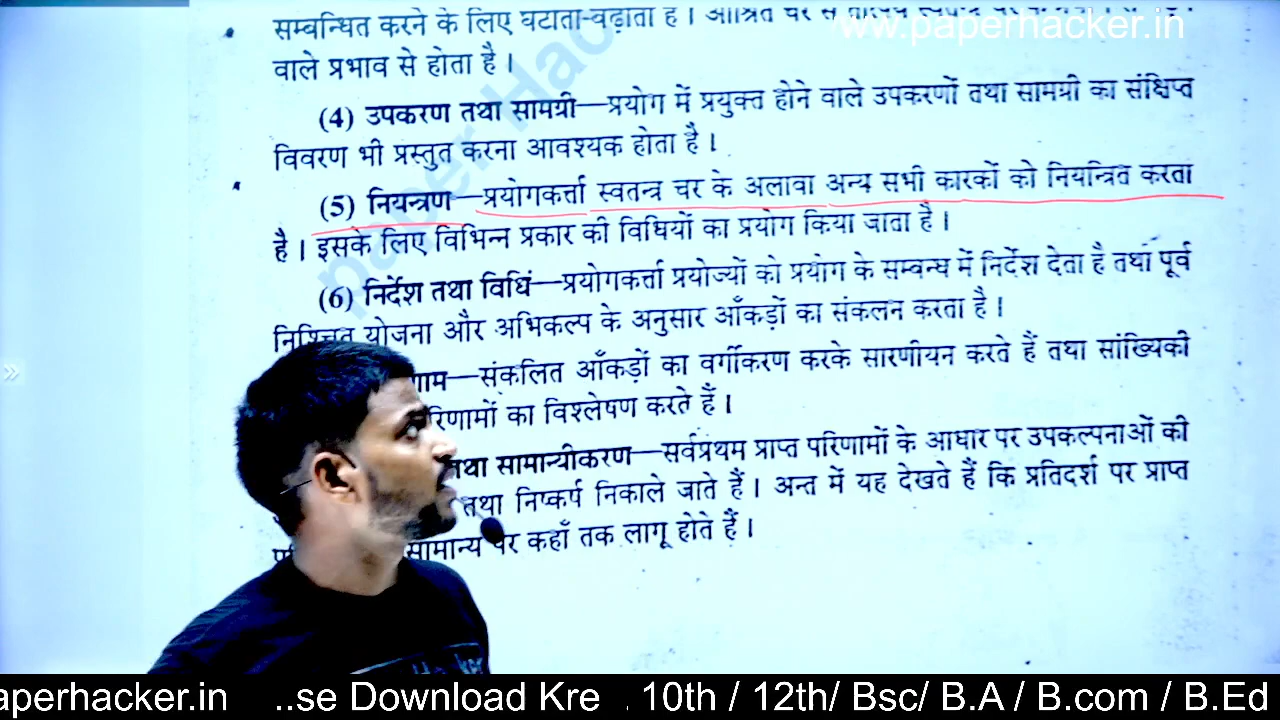 सम्बन्धित करने के लिए घटाता-बढ़ाता है । आश्रित चर से तात्पर्य
www.paperhacker.in
वाले प्रभाव से होता है ।
(4) उपकरण तथा सामग्री—प्रयोग में प्रयुक्त होने वाले उपकरणों तथा सामग्री का संक्षिप्त
विवरण भी प्रस्तुत करना आवश्यक होता है ।
(5) नियन्त्रण—प्रयोगकर्त्ता स्वतन्त्र चर के अलावा अन्य सभी कारकों को नियन्त्रित करता
है । इसके लिए विभिन्न प्रकार की विधियों का प्रयोग किया जाता है ।
(6) निर्देश तथा विधि—प्रयोगकर्त्ता प्रयोज्यों को प्रयोग के सम्बन्ध में निर्देश देता है तथा पूर्व
निश्चित योजना और अभिकल्प के अनुसार आँकड़ों का संकलन करता है ।
णाम—संकलित आँकड़ों का वर्गीकरण करके सारणीयन करते हैं तथा सांख्यिकी
रिणामों का विश्लेषण करते हैं ।
तथा सामान्यीकरण—सर्वप्रथम प्राप्त परिणामों के आधार पर उपकल्पनाओं की
तथा निष्कर्ष निकाले जाते हैं । अन्त में यह देखते हैं कि प्रतिदर्श पर प्राप्त
सामान्य पर कहाँ तक लागू होते हैं ।
paper Hac
aperhacker.in ..se Download Kre . 10th / 12th/ Bsc/ B.A / B.com / B.Ed